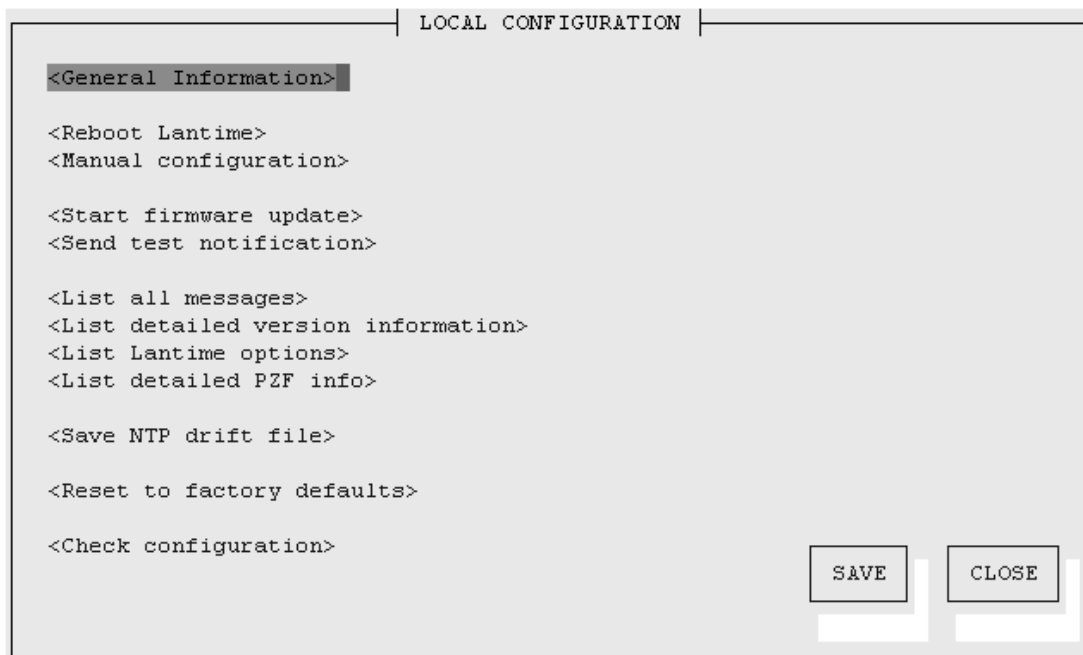 LOCAL CONFIGURATION
<General Information>
<Reboot Lantime>
<Manual configuration>
<Start firmware update>
<Send test notification>
<List all messages>
<List detailed version information>
<List Lantime options>
<List detailed PZF info>
<Save NTP drift file>
<Reset to factory defaults>
<Check configuration>
SAVE CLOSE